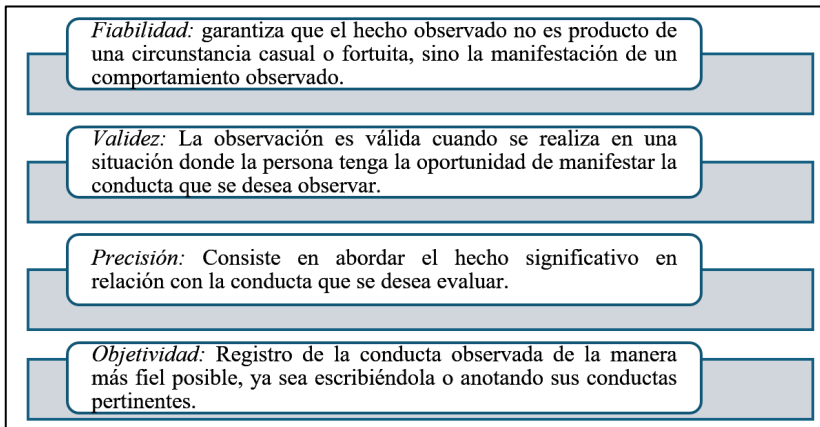 Fiabilidad: garantiza que el hecho observado no es producto de
una circunstancia casual o fortuita, sino la manifestación de un
comportamiento observado.
Validez: La observación es válida cuando se realiza en una
situación donde la persona tenga la oportunidad de manifestar la
conducta que se desea observar.
Precisión: Consiste en abordar el hecho significativo en
relación con la conducta que se desea evaluar.
Objetividad: Registro de la conducta observada de la manera
más fiel posible, ya sea escribiéndola o anotando sus conductas
pertinentes.